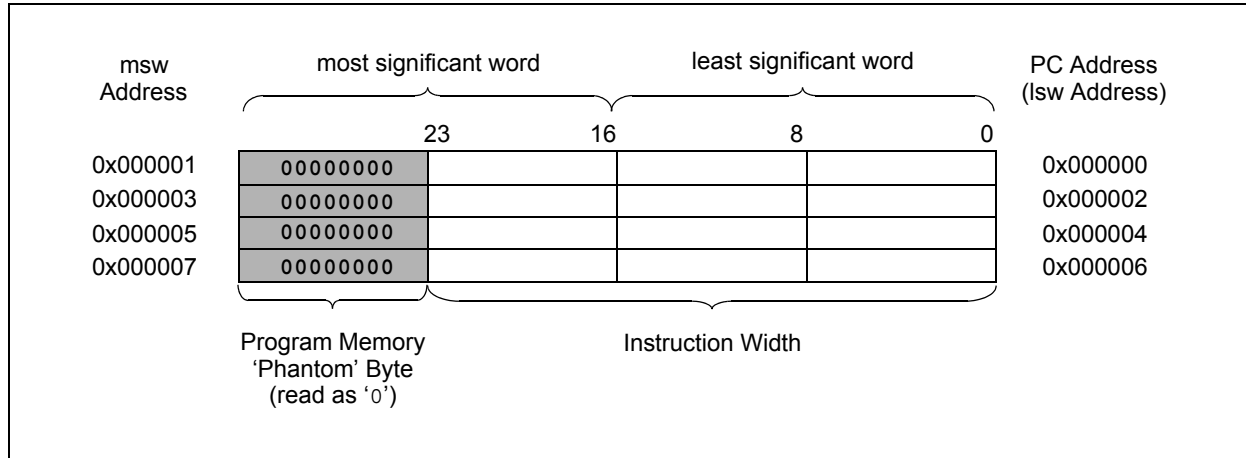 msw
Address
most significant word
least significant word
PC Address
(lsw Address)
23 16 8 0
0x000001 00000000 0x000000
0x000003 00000000 0x000002
0x000005 00000000 0x000004
0x000007 00000000 0x000006
Program Memory
‘Phantom’ Byte
(read as ‘0’)
Instruction Width